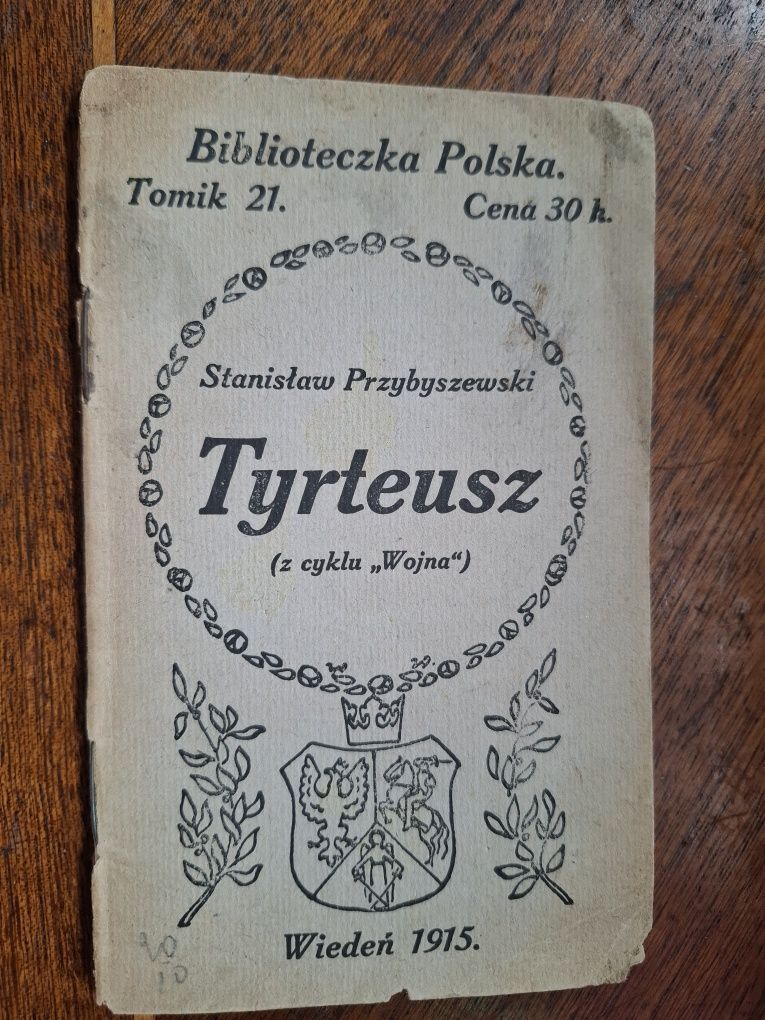 Biblioteczka Polska.
Tomik 21. Cena 30 h.
Stanisław Przybyszewski
Tyrteusz
(z cyklu „Wojna“)
Wiedeń 1915.